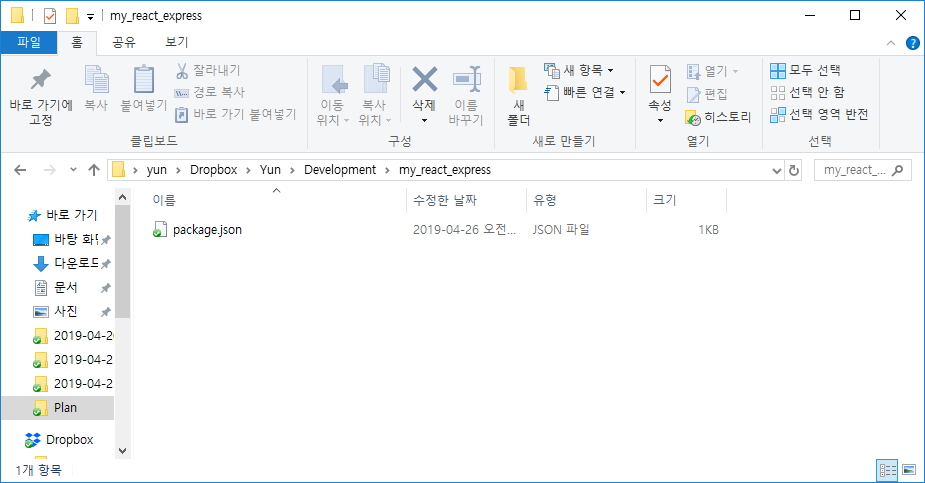 my_react_express
파일 홈 공유 보기
바로 가기에 고정
복사
붙여넣기
잘라내기
경로 복사
바로 가기 붙여넣기
클립보드
이동 위치
복사 위치
삭제
이름 바꾸기
구성
새 폴더
새 항목
빠른 연결
새로 만들기
속성
열기
편집
히스토리
열기
모두 선택
선택 안 함
선택 영역 반전
선택
yun > Dropbox > Yun > Development > my_react_express
my_react_...
이름 수정한 날짜 유형 크기
package.json 2019-04-26 오전... JSON 파일 1KB
바로 가기
바탕 화면
다운로드
문서
사진
2019-04-20
2019-04-2
2019-04-2
Plan
Dropbox
1개 항목